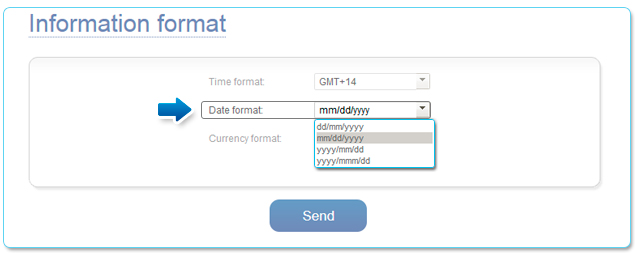 Information format
Time format: GMT+14
Date format: mm/dd/yyyy
dd/mm/yyyy
Currency format: mm/dd/yyyy
yyyy/mm/dd
yyyy/mmm/dd
Send